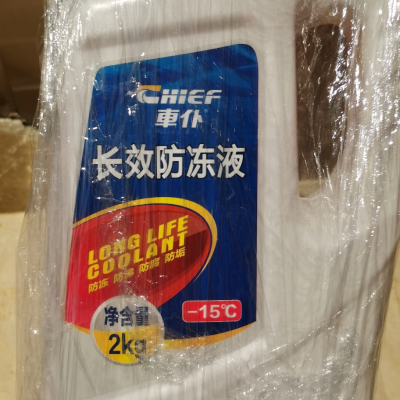 CHIEF
車仆
长效防冻液
LONG LIFE
COOLANT
防冻 防沸 防腐 防垢
-15℃
净含量
2kg